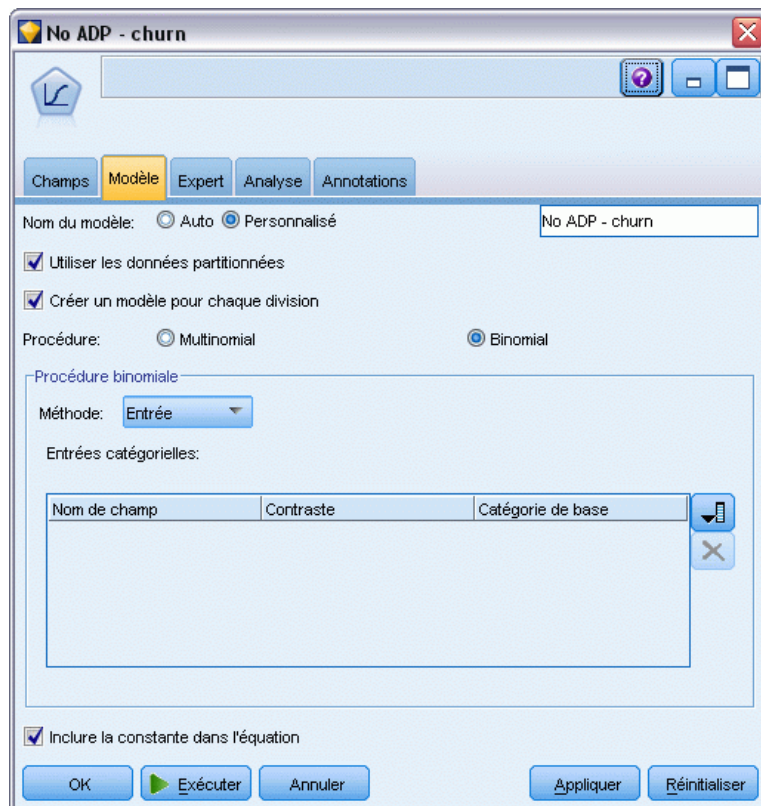 No ADP - churn
Champs Modèle Expert Analyse Annotations
Nom du modèle: Auto Personnalisé No ADP - churn
Utiliser les données partitionnées
Créer un modèle pour chaque division
Procédure: Multinomial Binomial
Procédure binomiale
Méthode: Entrée
Entrées catégorielles:
Nom de champ Contraste Catégorie de base
Inclure la constante dans l'équation
OK Exécuter Annuler Appliquer Réinitialiser